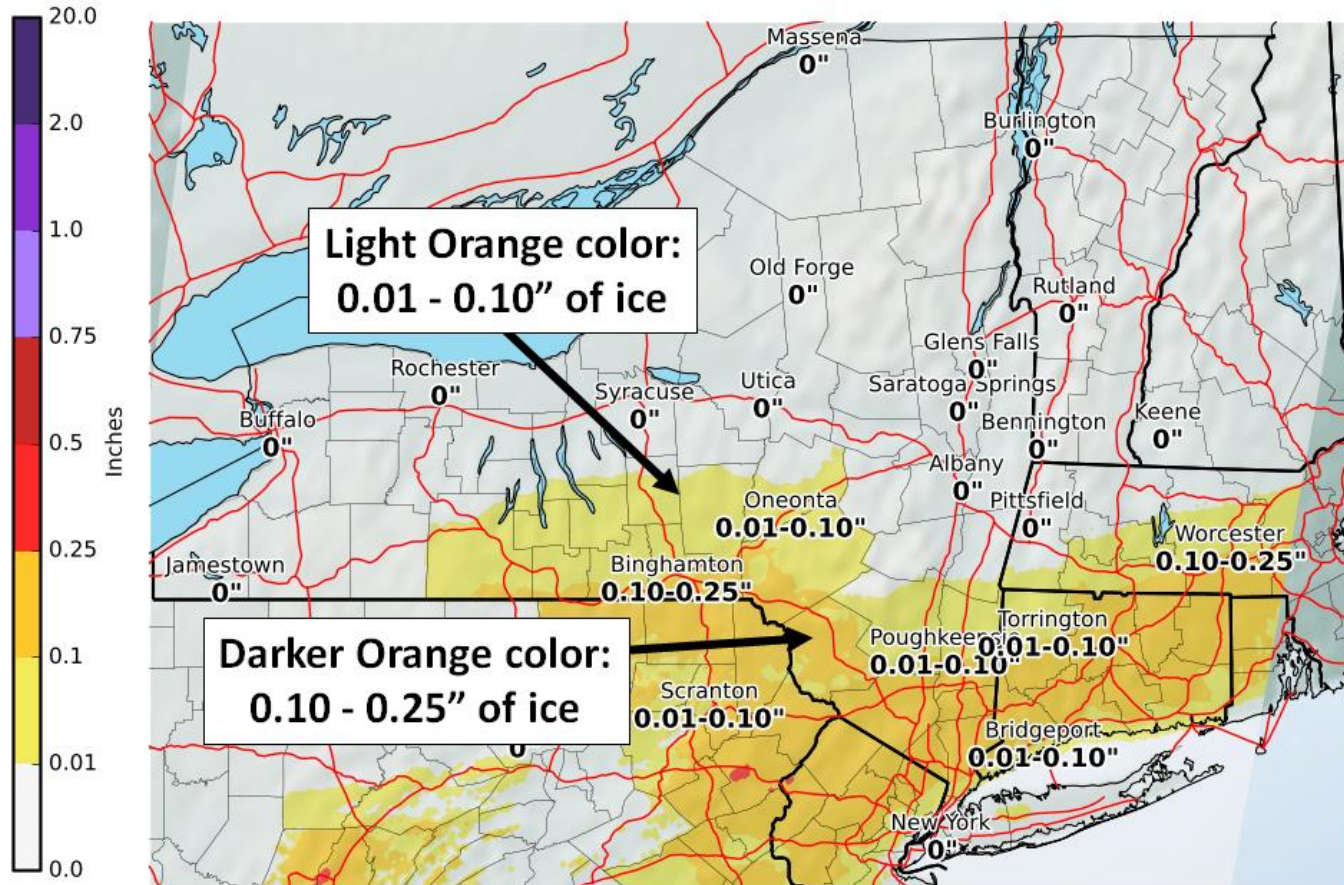 20.0
2.0
1.0
0.75
0.5
0.25
0.1
0.01
0.0
Inches
Massena
0"
Burlington
0"
Light Orange color:
0.01 - 0.10” of ice
Old Forge
0"
Rutland
0"
Glens Falls
0"
Rochester
0"
Syracuse
0"
Utica
0"
Saratoga Springs
0"
Buffalo
0"
Bennington
0"
Keene
0"
Albany
0"
Oneonta
0.01-0.10"
Pittsfield
0"
Worcester
0.10-0.25"
Jamestown
0"
Binghamton
0.10-0.25"
Darker Orange color:
0.10 - 0.25” of ice
Poughkeepsie
0.01-0.10"
Torrington
0.01-0.10"
Scranton
0.01-0.10"
Bridgeport
0.01-0.10"
New York
0"